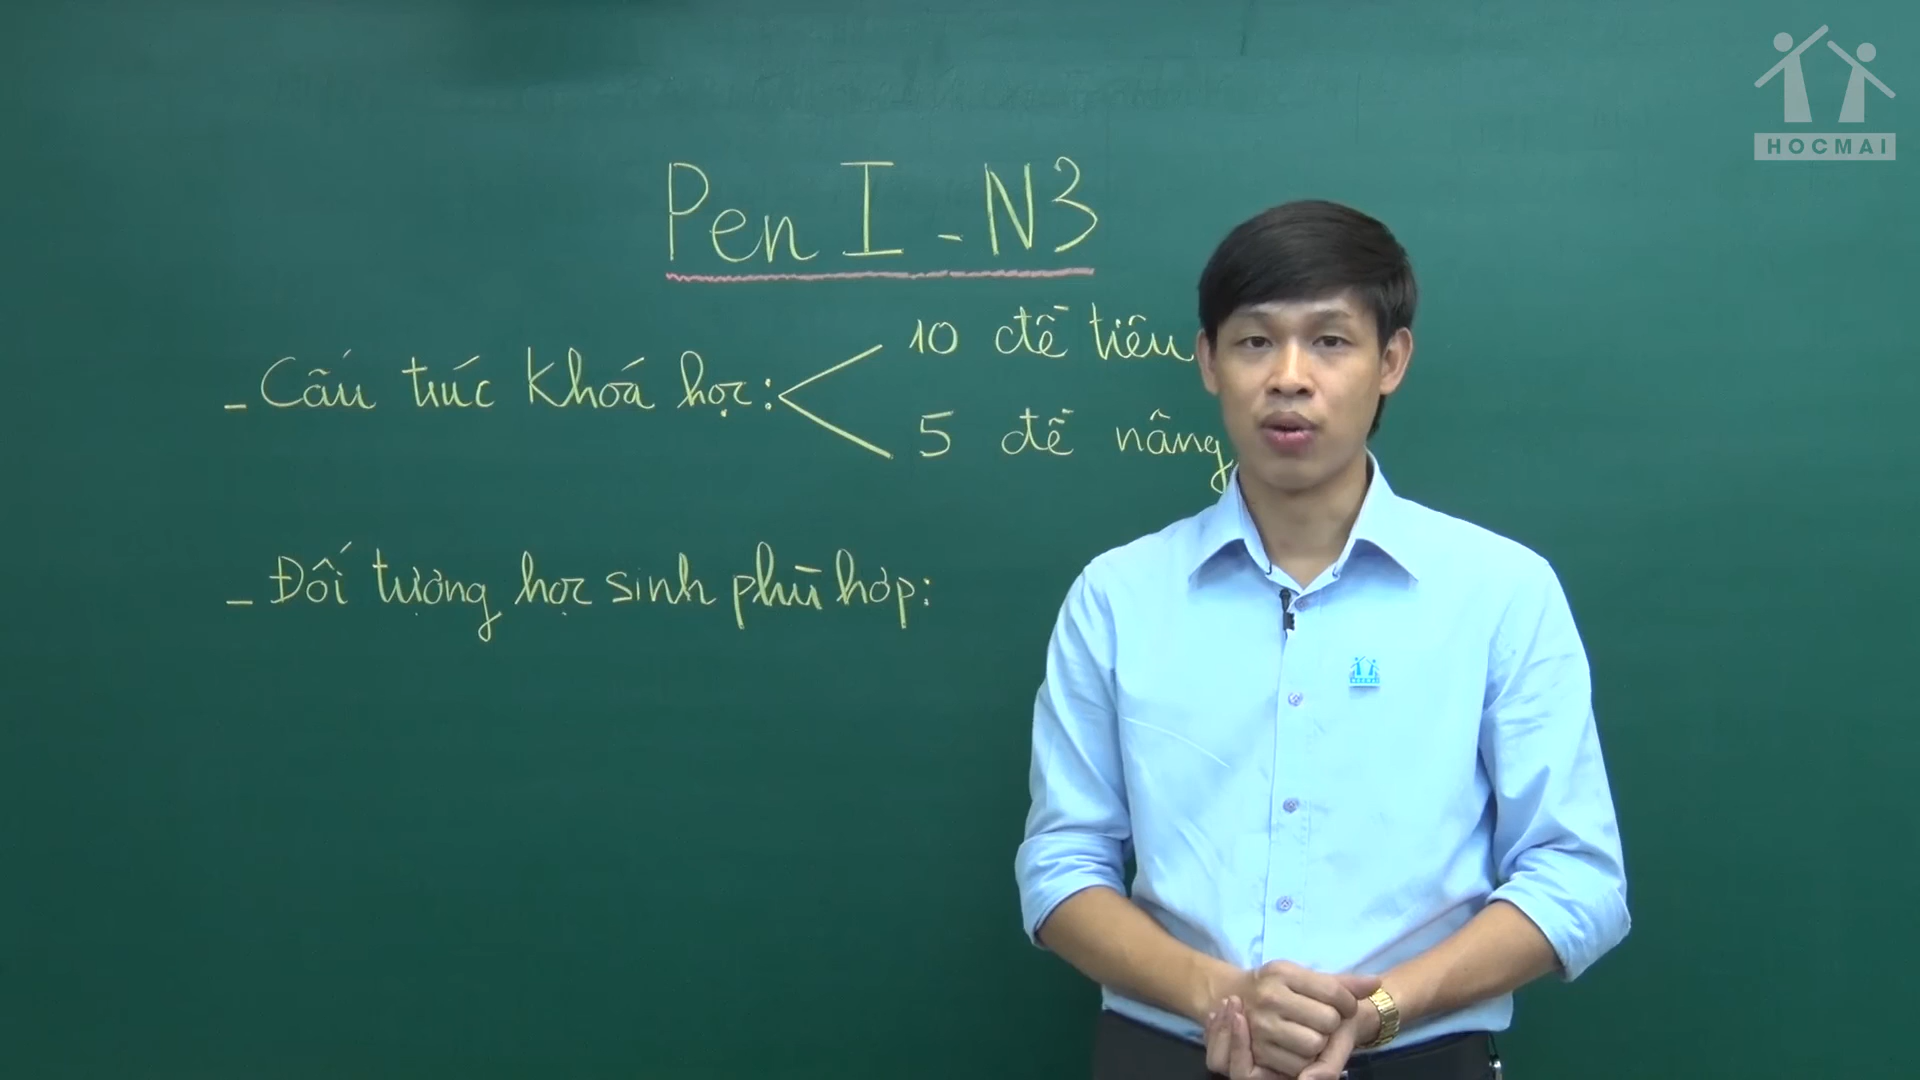 HOCMAI
Pen I - N3
- Cấu trúc khoá học:
10 đề tiêu
5 đề nâng
- Đối tượng học sinh phù hợp: